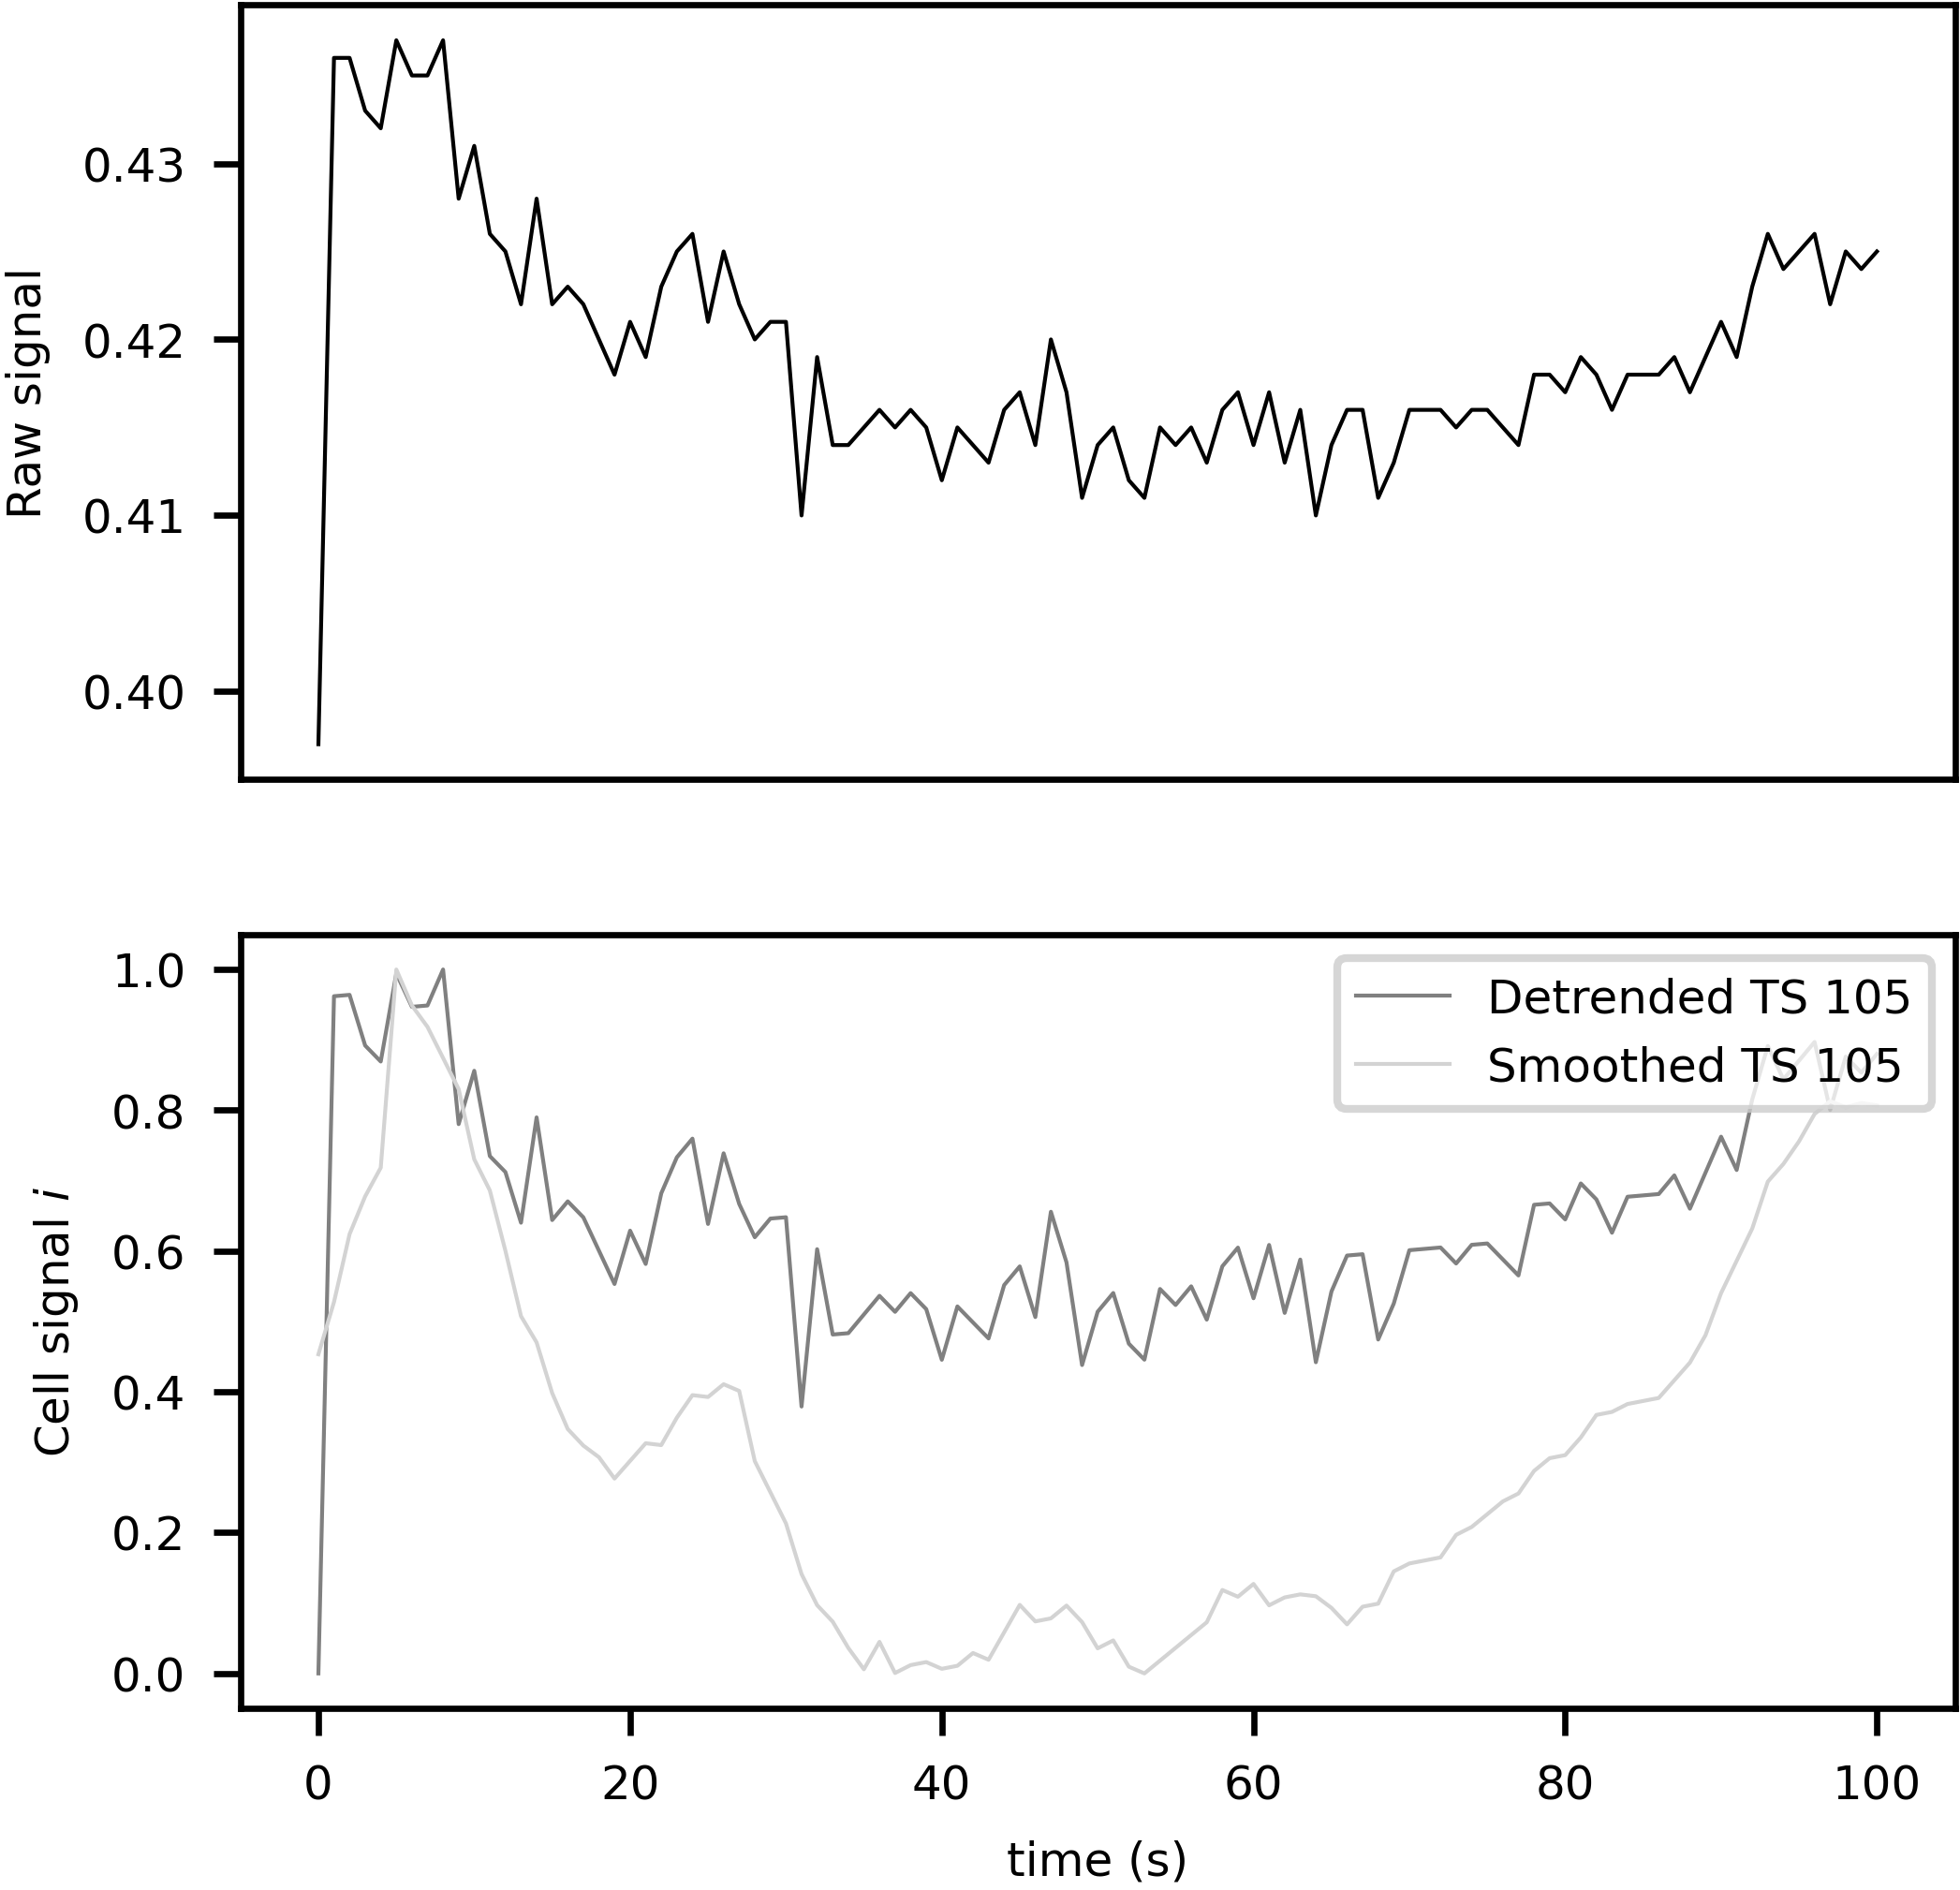 Raw signal
0.43
0.42
0.41
0.40
Cell signal i
1.0
0.8
0.6
0.4
0.2
0.0
Detrended TS 105
Smoothed TS 105
0 20 40 60 80 100
time (s)